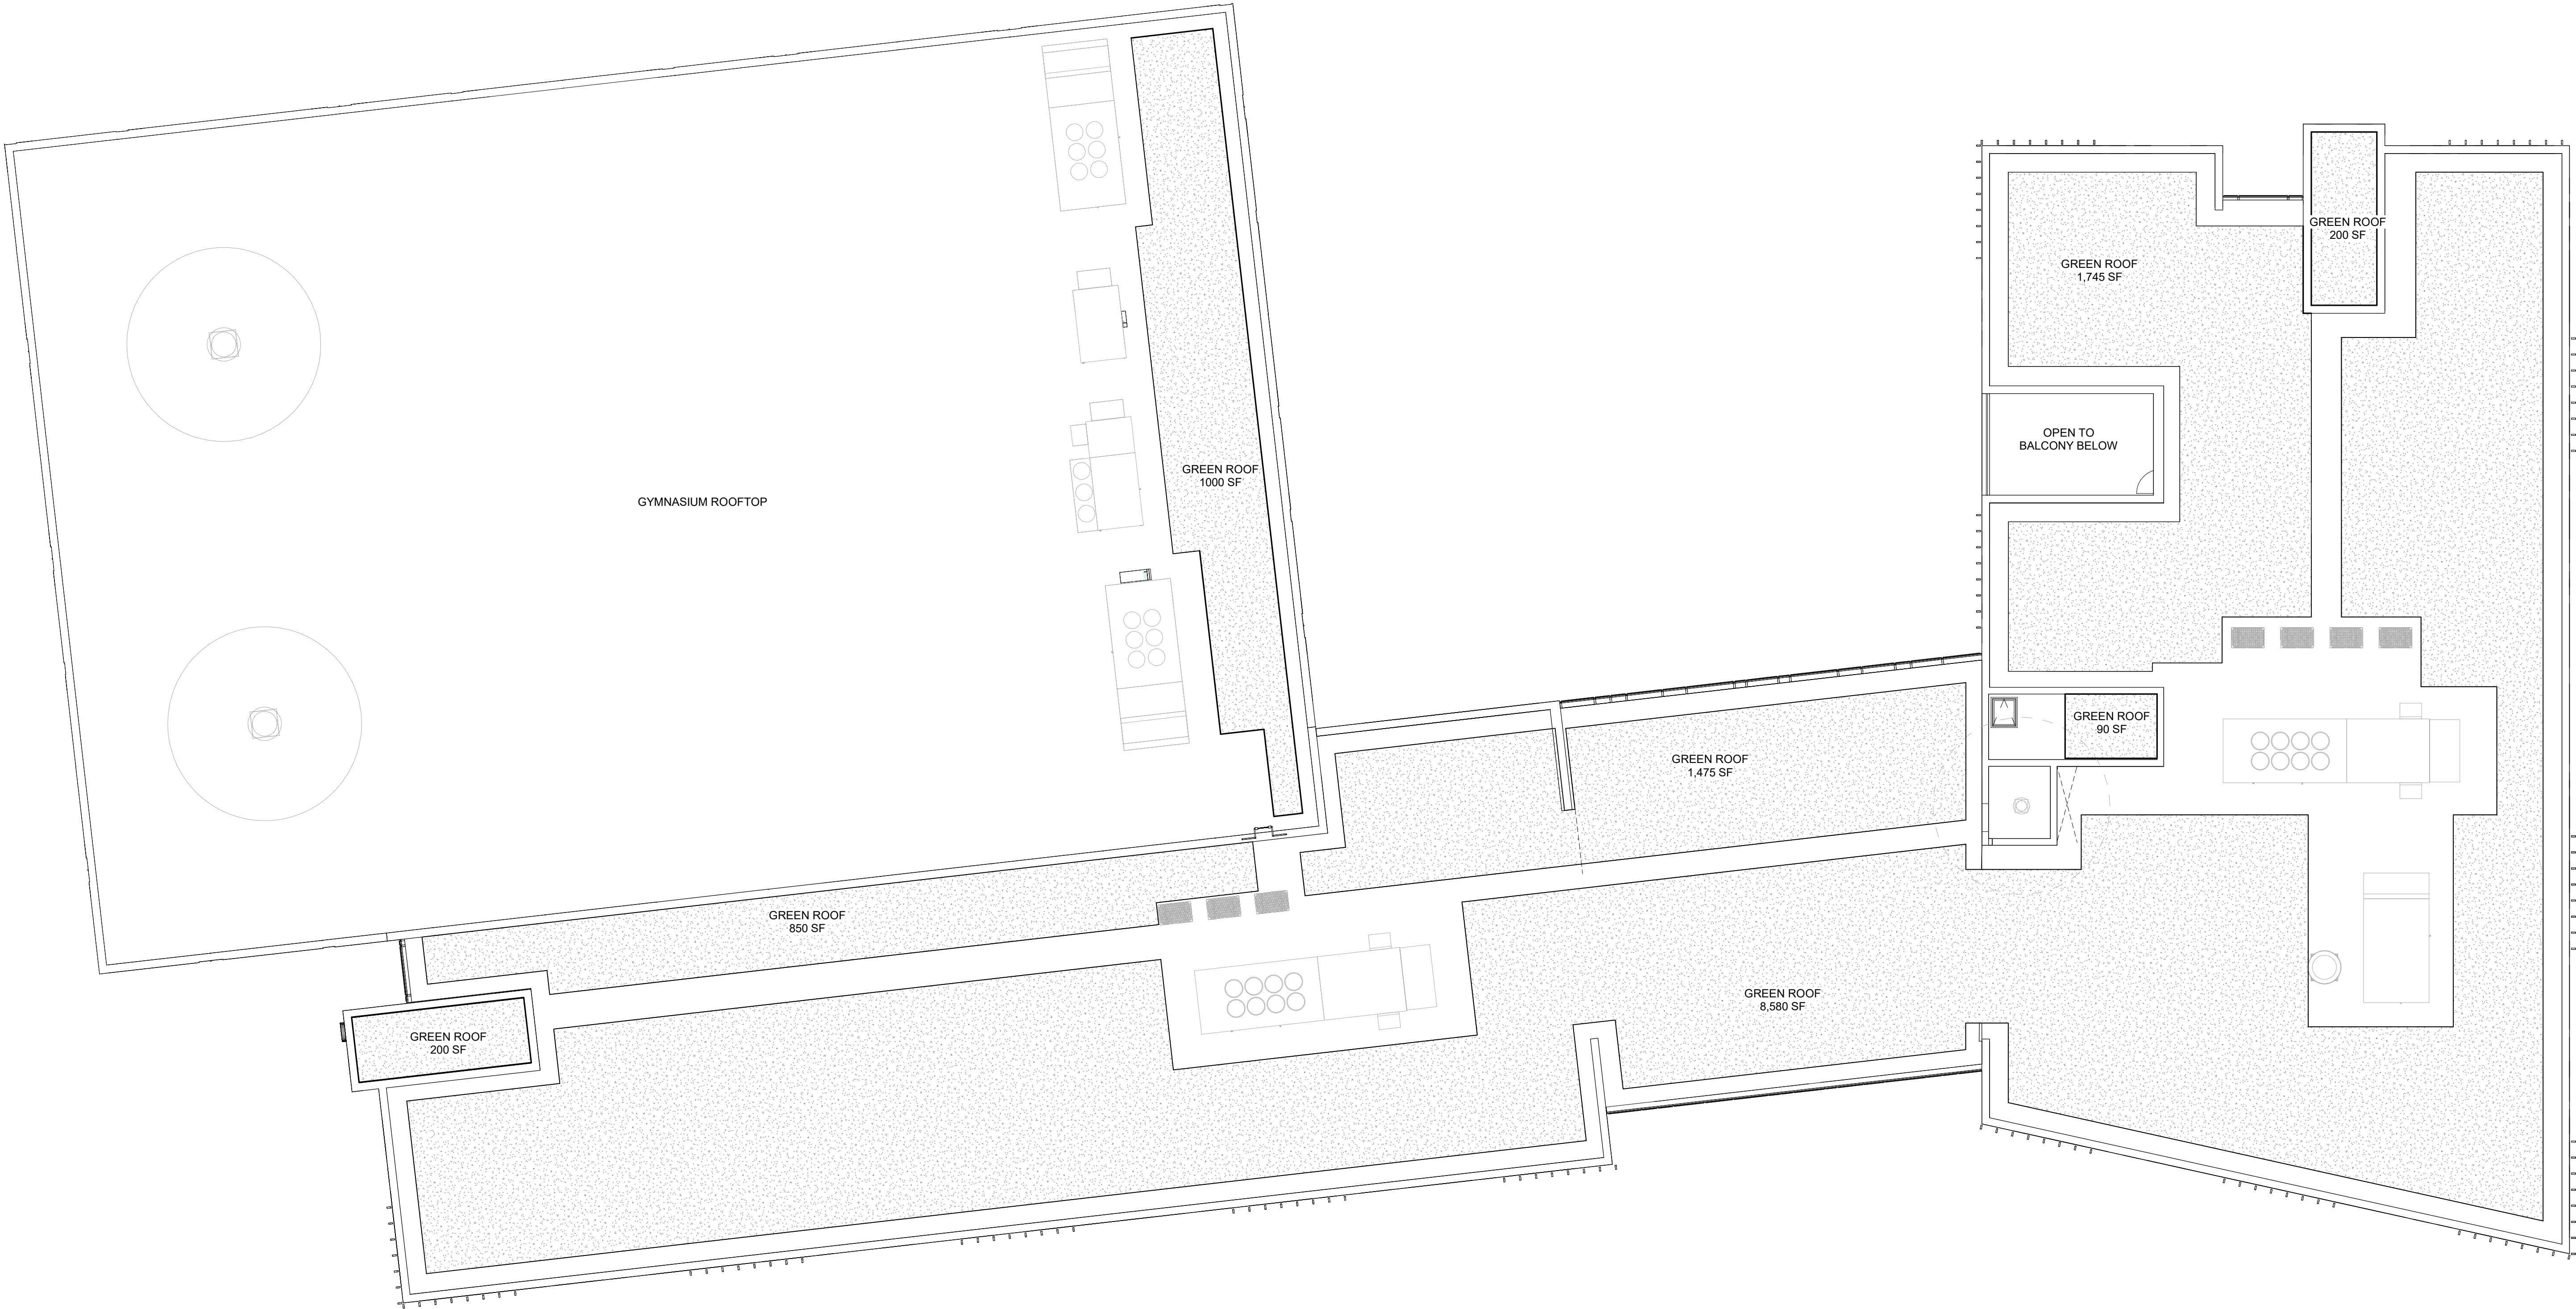 GREEN ROOF
200 SF
GREEN ROOF
1,745 SF
OPEN TO
BALCONY BELOW
GREEN ROOF
1000 SF
GYMNASIUM ROOFTOP
GREEN ROOF
90 SF
GREEN ROOF
1,475 SF
GREEN ROOF
850 SF
GREEN ROOF
8,580 SF
GREEN ROOF
200 SF